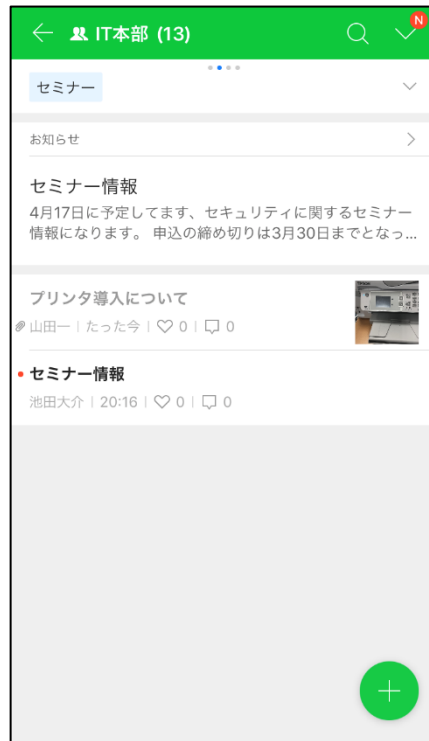 IT本部 (13)
N
セミナー
お知らせ
セミナー情報
4月17日に予定してます、セキュリティに関するセミナー
情報になります。 申込の締め切りは3月30日までとなっ...
プリンタ導入について
山田一 | たった今 | 0 | 0
セミナー情報
池田大介 | 20:16 | 0 | 0